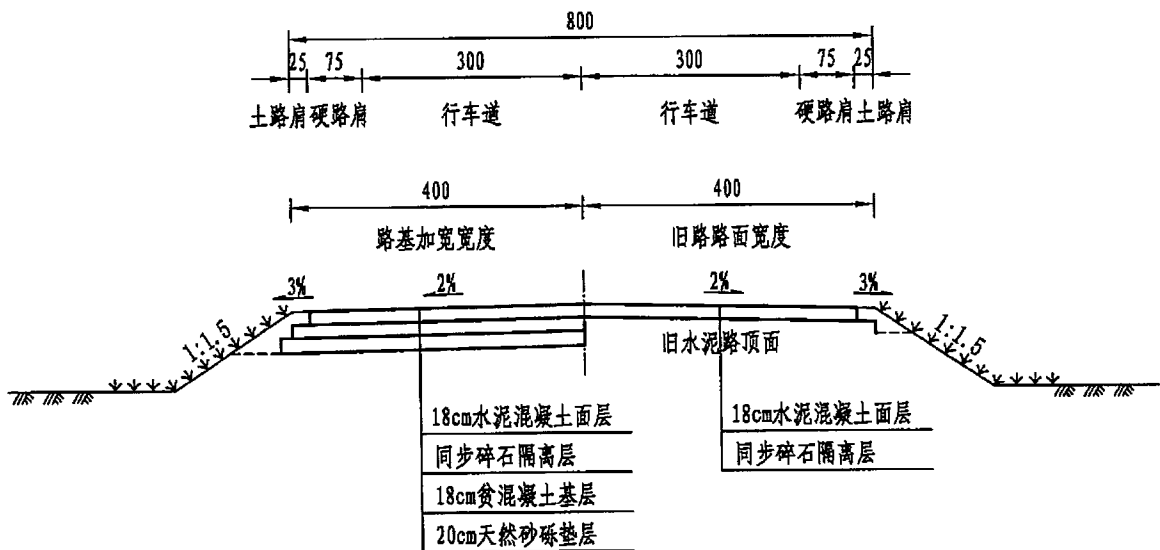 800
25 75 300 300 75 25
土路肩 硬路肩 行车道 行车道 硬路肩 土路肩
400 400
路基加宽宽度 旧路路面宽度
3% 2% 2% 3%
1:1.5 旧水泥路顶面 1:1.5
18cm水泥混凝土面层 18cm水泥混凝土面层
同步碎石隔离层 同步碎石隔离层
18cm贫混凝土基层
20cm天然砂砾垫层